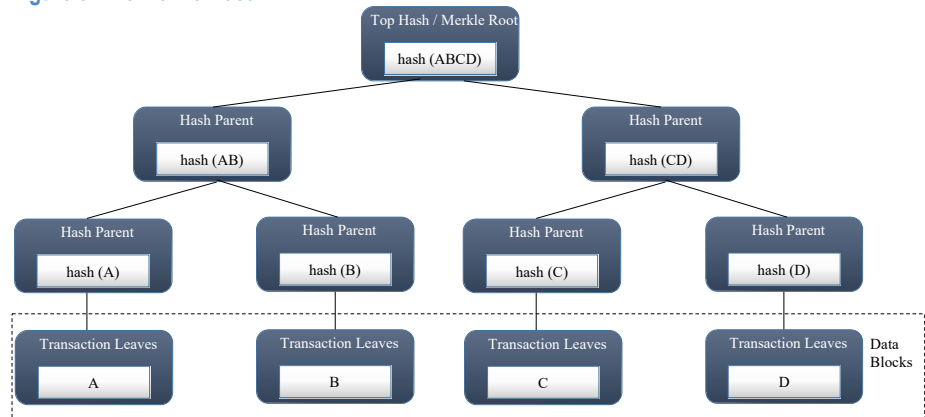 Top Hash / Merkle Root
hash (ABCD)
Hash Parent
hash (AB)
Hash Parent
hash (CD)
Hash Parent
hash (A)
Hash Parent
hash (B)
Hash Parent
hash (C)
Hash Parent
hash (D)
Transaction Leaves
A
Transaction Leaves
B
Transaction Leaves
C
Transaction Leaves
D
Data
Blocks